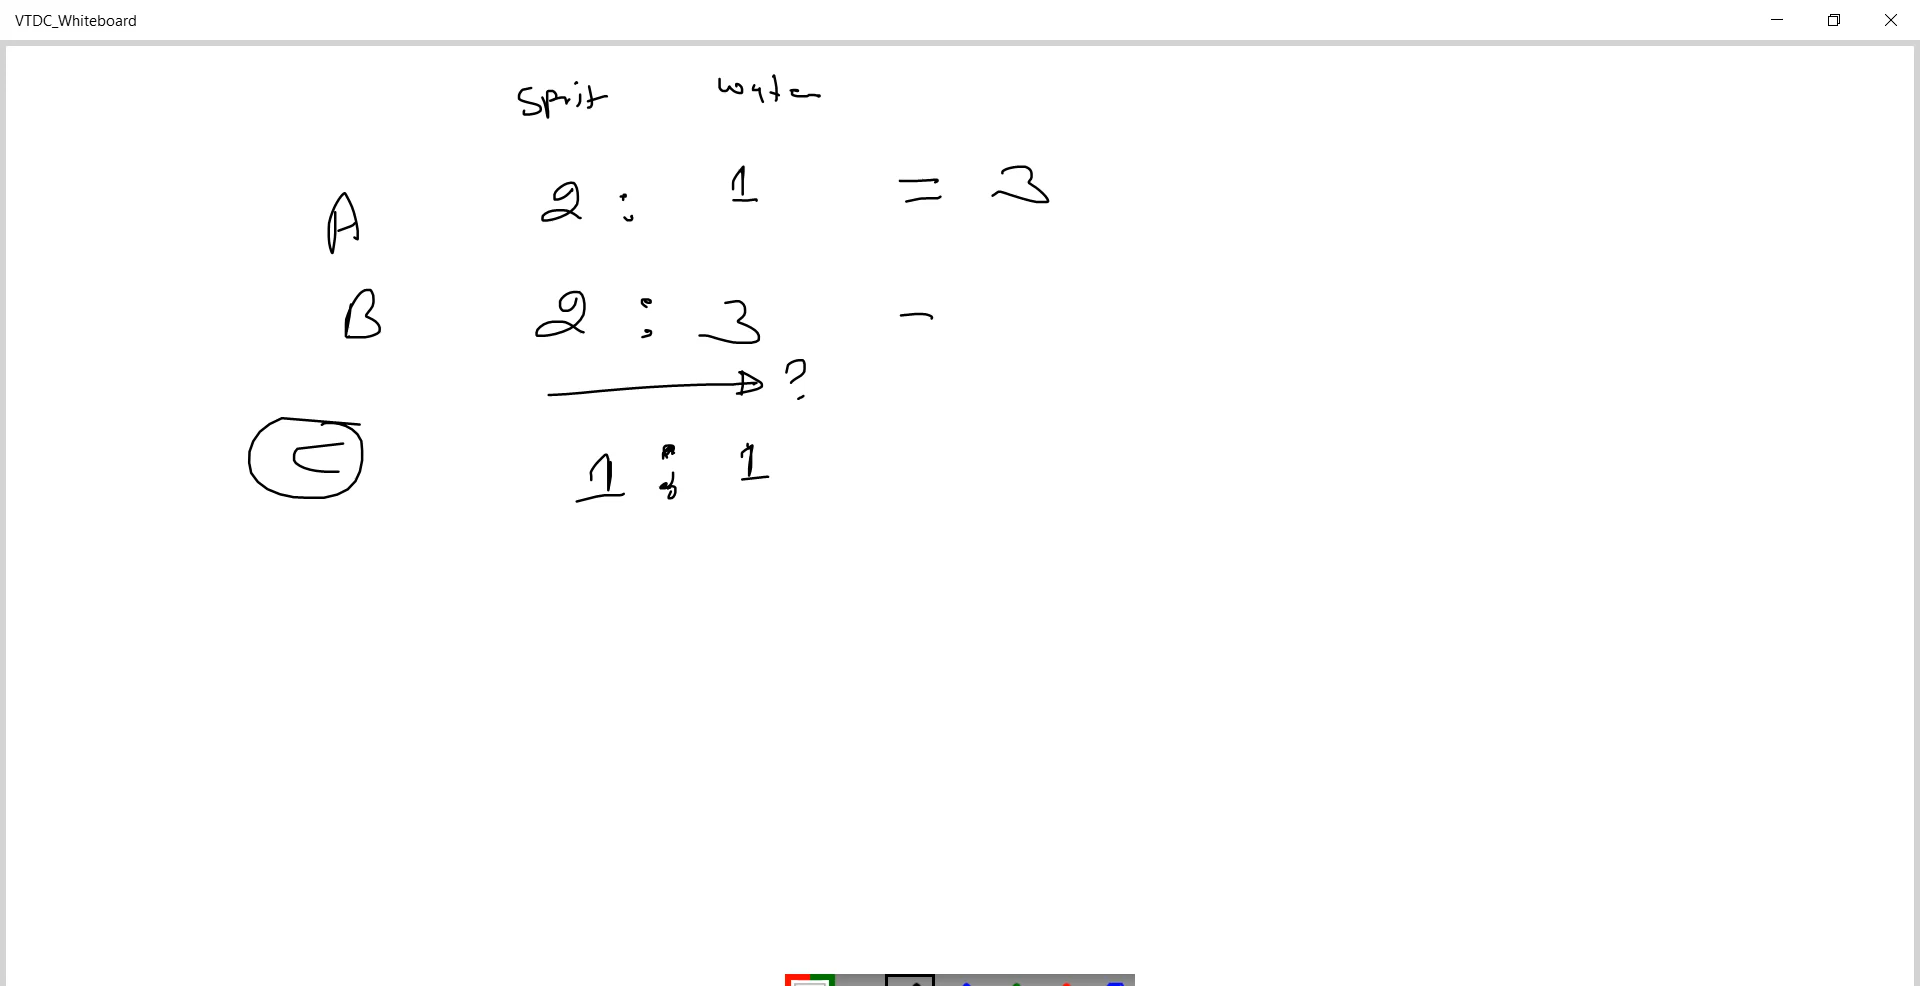 VTDC_Whiteboard
Sprit water
A 2 : 1 = 3
B 2 : 3 -
?
C 1 : 1